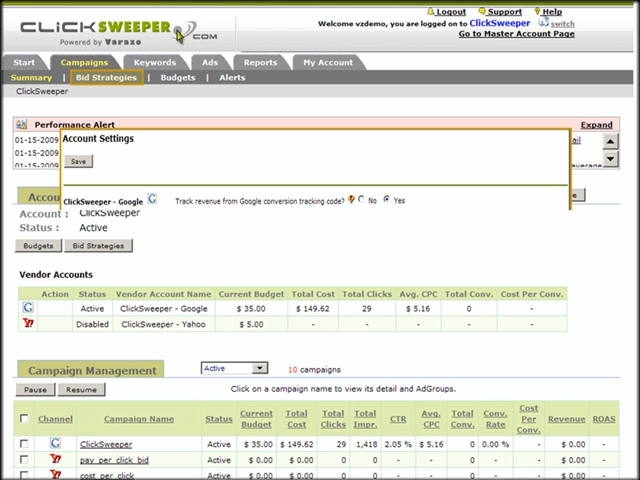 Logout Support Help
CLICKSWEEPER.COM
Powered by Varazo
Welcome vzdemo, you are logged on to ClickSweeper switch
Go to Master Account Page
Start Campaigns Keywords Ads Reports My Account
Summary | Bid Strategies | Budgets | Alerts
ClickSweeper
Performance Alert Expand
01-15-2009
01-15-2009
01-15-2009 average
Account Settings
Save
ClickSweeper - Google Track revenue from Google conversion tracking code? No Yes
Account : ClickSweeper
Status : Active
Budgets Bid Strategies
Vendor Accounts
Action Status Vendor Account Name Current Budget Total Cost Total Clicks Avg. CPC Total Conv. Cost Per Conv.
Active ClickSweeper - Google $ 35.00 $ 149.62 29 $ 5.16 0 -
Disabled ClickSweeper - Yahoo $ 5.00 - - - - -
Campaign Management Active 10 campaigns
Pause Resume Click on a campaign name to view its detail and AdGroups.
Channel Campaign Name Status Current Budget Total Cost Total Clicks Total Impr. CTR Avg. CPC Total Conv. Conv. Rate Cost Per Conv. Revenue ROAS
ClickSweeper Active $ 35.00 $ 149.62 29 1,418 2.05 % $ 5.16 0 0.00 % - $ 0.00 -
pay_per_click_bid Active $ 0.00 $ 0.00 0 0 - - 0 - - $ 0.00 -
cost_per_click Active $ 0.00 $ 0.00 0 0 - - 0 - - $ 0.00 -